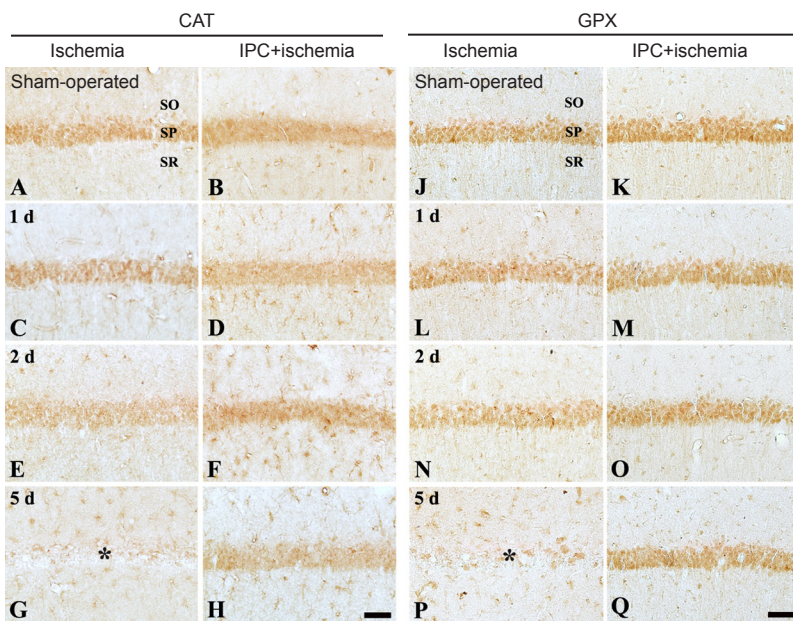 CAT GPX
Ischemia IPC+ischemia Ischemia IPC+ischemia
Sham-operated Sham-operated
SO SO
SP SP
SR SR
A B J K
1 d 1 d
C D L M
2 d 2 d
E F N O
5 d 5 d
* *
G H P Q